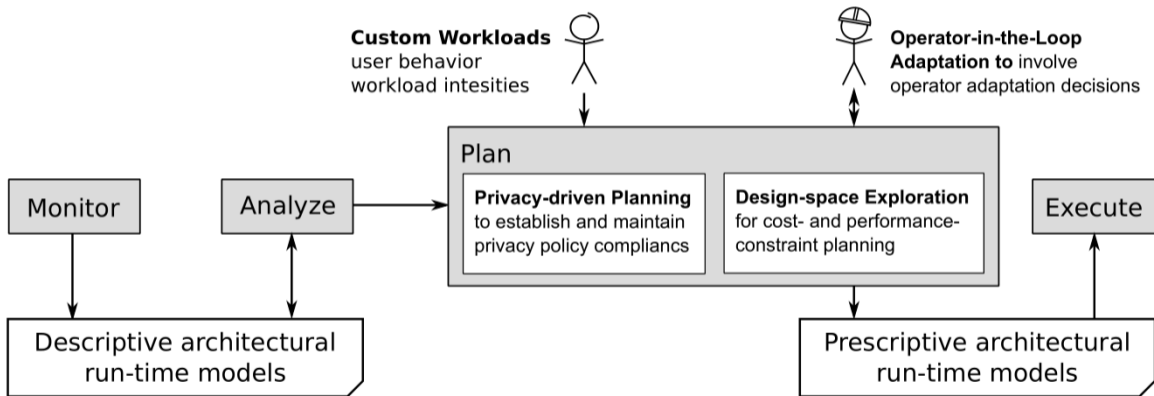 Custom Workloads
user behavior
workload intesities
Operator-in-the-Loop
Adaptation to involve
operator adaptation decisions
Plan
Monitor
Analyze
Privacy-driven Planning
to establish and maintain
privacy policy compliancs
Design-space Exploration
for cost- and performance-
constraint planning
Execute
Descriptive architectural
run-time models
Prescriptive architectural
run-time models